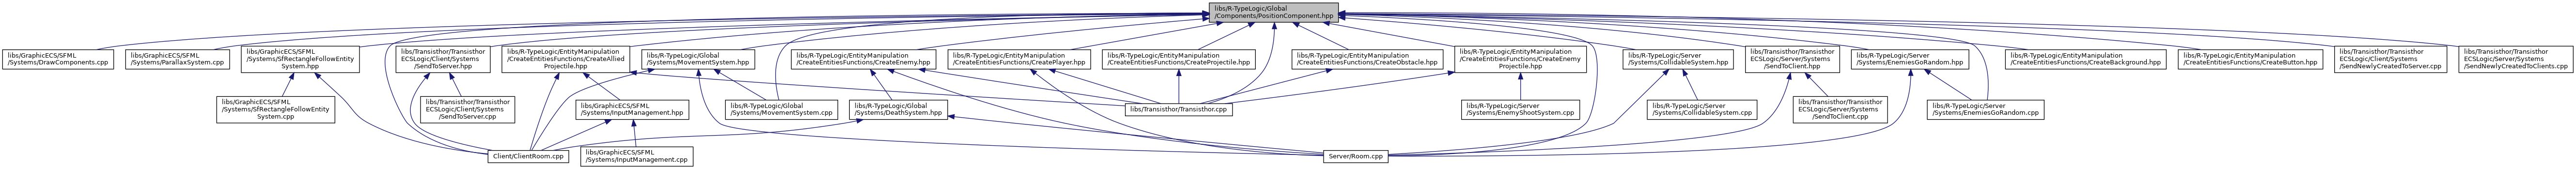 libs/R-TypeLogic/Global
/Components/PositionComponent.hpp
libs/GraphicECS/SFML
/Systems/DrawComponents.cpp
libs/GraphicECS/SFML
/Systems/ParallaxSystem.cpp
libs/GraphicECS/SFML
/Systems/SfRectangleFollowEntity
System.hpp
libs/Transisthor/Transisthor
ECSLogic/Client/Systems
/SendToServer.hpp
libs/R-TypeLogic/EntityManipulation
/CreateEntitiesFunctions/CreateAllied
Projectile.hpp
libs/R-TypeLogic/Global
/Systems/MovementSystem.hpp
libs/R-TypeLogic/EntityManipulation
/CreateEntitiesFunctions/CreateEnemy.hpp
libs/R-TypeLogic/EntityManipulation
/CreateEntitiesFunctions/CreatePlayer.hpp
libs/R-TypeLogic/EntityManipulation
/CreateEntitiesFunctions/CreateProjectile.hpp
libs/R-TypeLogic/EntityManipulation
/CreateEntitiesFunctions/CreateObstacle.hpp
libs/R-TypeLogic/EntityManipulation
/CreateEntitiesFunctions/CreateEnemy
Projectile.hpp
libs/R-TypeLogic/Server
/Systems/CollidableSystem.hpp
libs/Transisthor/Transisthor
ECSLogic/Server/Systems
/SendToClient.hpp
libs/R-TypeLogic/Server
/Systems/EnemiesGoRandom.hpp
libs/R-TypeLogic/EntityManipulation
/CreateEntitiesFunctions/CreateBackground.hpp
libs/R-TypeLogic/EntityManipulation
/CreateEntitiesFunctions/CreateButton.hpp
libs/Transisthor/Transisthor
ECSLogic/Client/Systems
/SendNewlyCreatedToServer.cpp
libs/Transisthor/Transisthor
ECSLogic/Server/Systems
/SendNewlyCreatedToClients.cpp
libs/GraphicECS/SFML
/Systems/SfRectangleFollowEntity
System.cpp
libs/Transisthor/Transisthor
ECSLogic/Client/Systems
/SendToServer.cpp
libs/GraphicECS/SFML
/Systems/InputManagement.hpp
libs/R-TypeLogic/Global
/Systems/MovementSystem.cpp
libs/R-TypeLogic/Global
/Systems/DeathSystem.hpp
libs/Transisthor/Transisthor.cpp
libs/R-TypeLogic/Server
/Systems/EnemyShootSystem.cpp
libs/R-TypeLogic/Server
/Systems/CollidableSystem.cpp
libs/Transisthor/Transisthor
ECSLogic/Server/Systems
/SendToClient.cpp
libs/R-TypeLogic/Server
/Systems/EnemiesGoRandom.cpp
Client/ClientRoom.cpp
libs/GraphicECS/SFML
/Systems/InputManagement.cpp
Server/Room.cpp